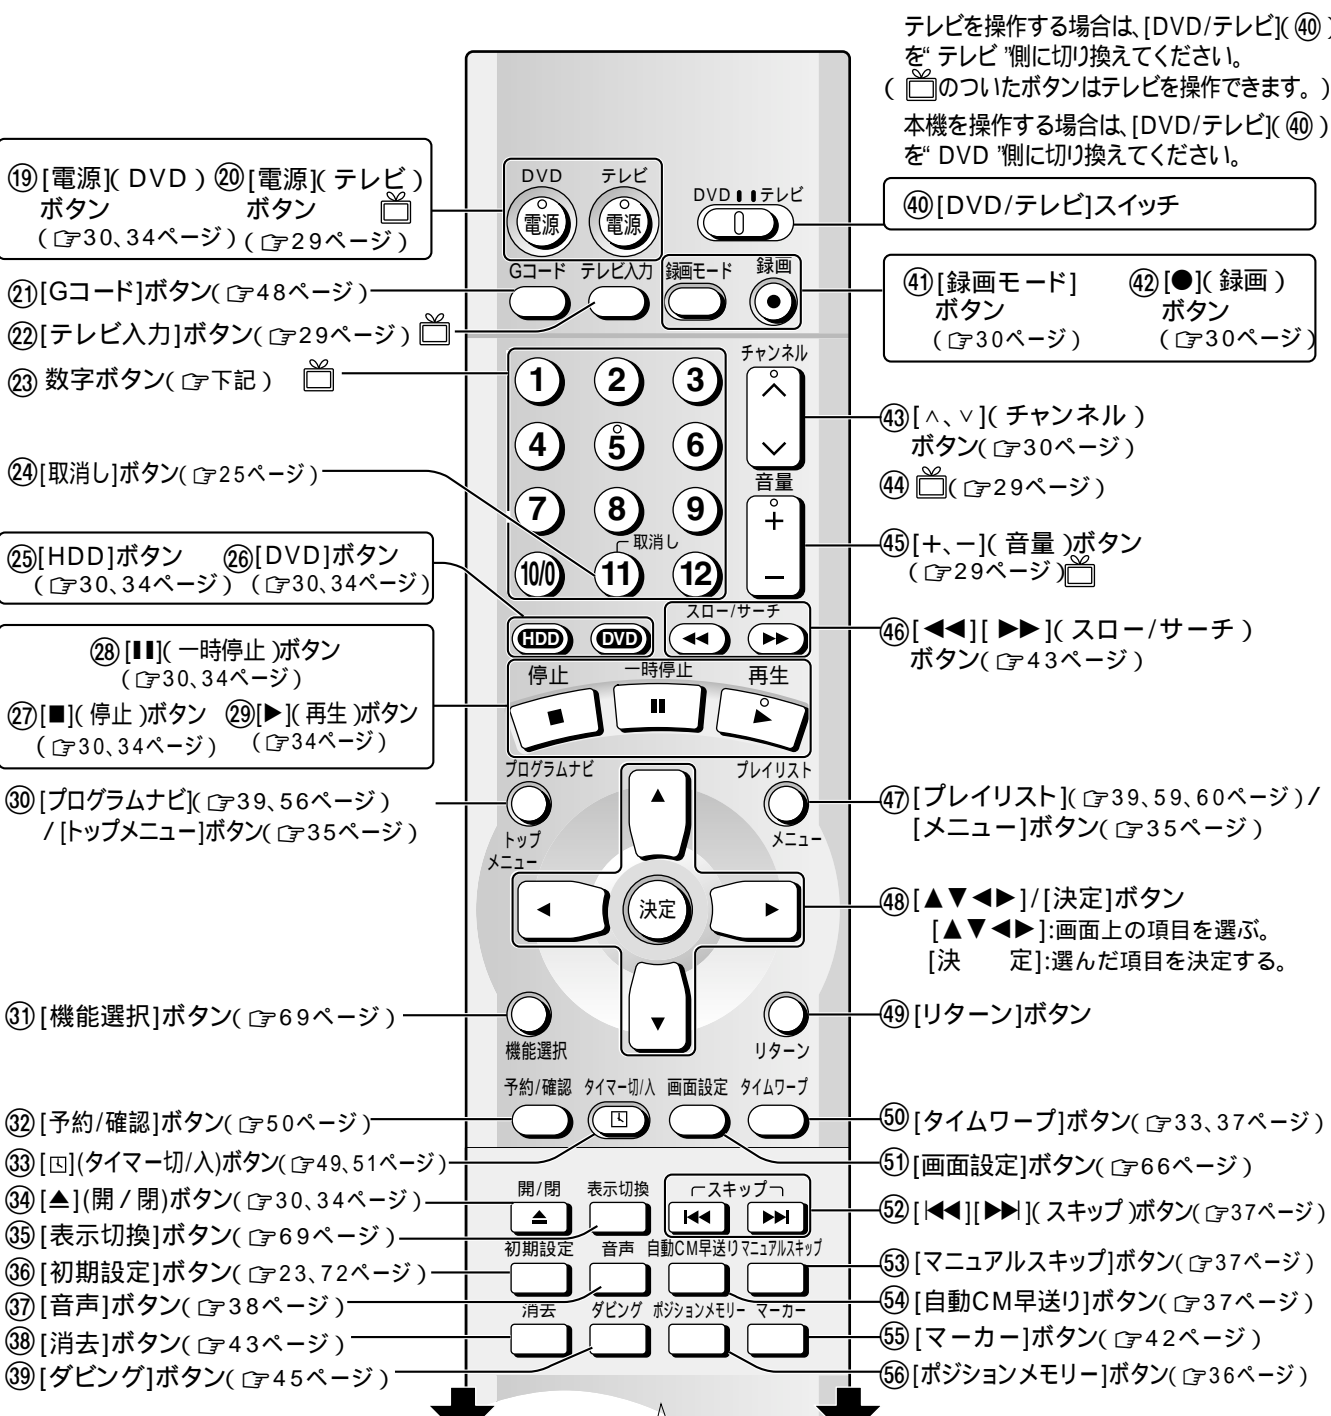 テレビを操作する場合は、[DVD/テレビ](㊵)
を“テレビ”側に切り換えてください。
(のついたボタンはテレビを操作できます。)
本機を操作する場合は、[DVD/テレビ](㊵)
を“DVD”側に切り換えてください。
⑲[電源](DVD) ⑳[電源](テレビ)
ボタン ボタン
(☞30、34ページ) (☞29ページ)
㉑[Gコード]ボタン(☞48ページ)
㉒[テレビ入力]ボタン(☞29ページ)
㉓数字ボタン(☞下記)
㉔[取消し]ボタン(☞25ページ)
㉕[HDD]ボタン ㉖[DVD]ボタン
(☞30、34ページ) (☞30、34ページ)
㉘[▮▮](一時停止)ボタン
(☞30、34ページ)
㉗[■](停止)ボタン ㉙[▶](再生)ボタン
(☞30、34ページ) (☞34ページ)
㉚[プログラムナビ](☞39、56ページ)
/[トップメニュー]ボタン(☞35ページ)
㉛[機能選択]ボタン(☞69ページ)
㉜[予約/確認]ボタン(☞50ページ)
㉝[](タイマー切/入)ボタン(☞49、51ページ)
㉞[⏏](開/閉)ボタン(☞30、34ページ)
㉟[表示切換]ボタン(☞69ページ)
㊱[初期設定]ボタン(☞23、72ページ)
㊲[音声]ボタン(☞38ページ)
㊳[消去]ボタン(☞43ページ)
㊴[ダビング]ボタン(☞45ページ)
DVD テレビ
電源 電源
DVD テレビ
Gコード テレビ入力 録画モード 録画
チャンネル
1 2 3
4 5 6
音量
7 8 9
+
取消し
10/0 11 12
−
スロー/サーチ
HDD DVD ◀◀ ▶▶
停止 一時停止 再生
■ ▮▮ ▶
プログラムナビ プレイリスト
▲
トップ
メニュー メニュー
◀ 決定 ▶
▼
機能選択 リターン
予約/確認 タイマー切/入 画面設定 タイムワープ
開/閉 表示切換 スキップ
⏏ |◀◀ ▶▶|
初期設定 音声 自動CM早送り マニュアルスキップ
消去 ダビング ポジションメモリー マーカー
㊵[DVD/テレビ]スイッチ
㊶[録画モード] ㊷[●](録画)
ボタン ボタン
(☞30ページ) (☞30ページ)
㊸[∧、∨](チャンネル)
ボタン(☞30ページ)
㊹(☞29ページ)
㊺[+、−](音量)ボタン
(☞29ページ)
㊻[◀◀][▶▶](スロー/サーチ)
ボタン(☞43ページ)
㊼[プレイリスト](☞39、59、60ページ)/
[メニュー]ボタン(☞35ページ)
㊽[▲▼◀▶]/[決定]ボタン
[▲▼◀▶]:画面上の項目を選ぶ。
[決 定]:選んだ項目を決定する。
㊾[リターン]ボタン
㊿[タイムワープ]ボタン(☞33、37ページ)
51[画面設定]ボタン(☞66ページ)
52[|◀◀][▶▶|](スキップ)ボタン(☞37ページ)
53[マニュアルスキップ]ボタン(☞37ページ)
54[自動CM早送り]ボタン(☞37ページ)
55[マーカー]ボタン(☞42ページ)
56[ポジションメモリー]ボタン(☞36ページ)